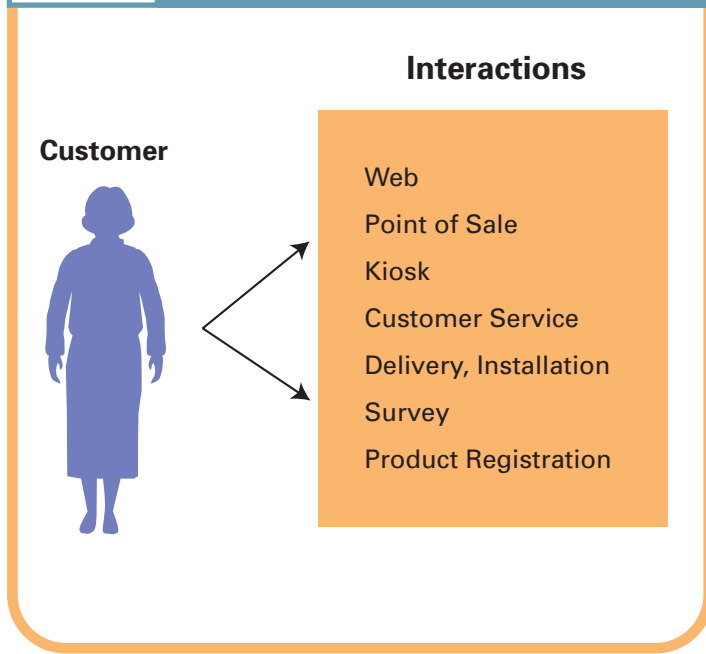 Interactions
Customer
Web
Point of Sale
Kiosk
Customer Service
Delivery, Installation
Survey
Product Registration